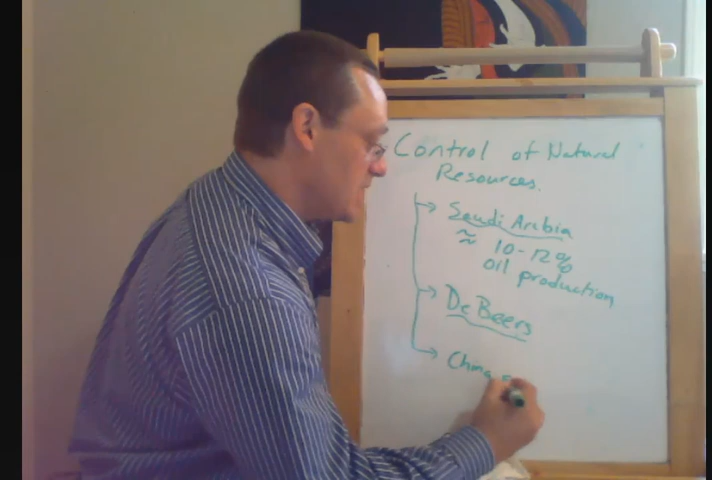 Control of Natural
Resources.
Saudi Arabia
≈ 10-12%
oil production
De Beers
China